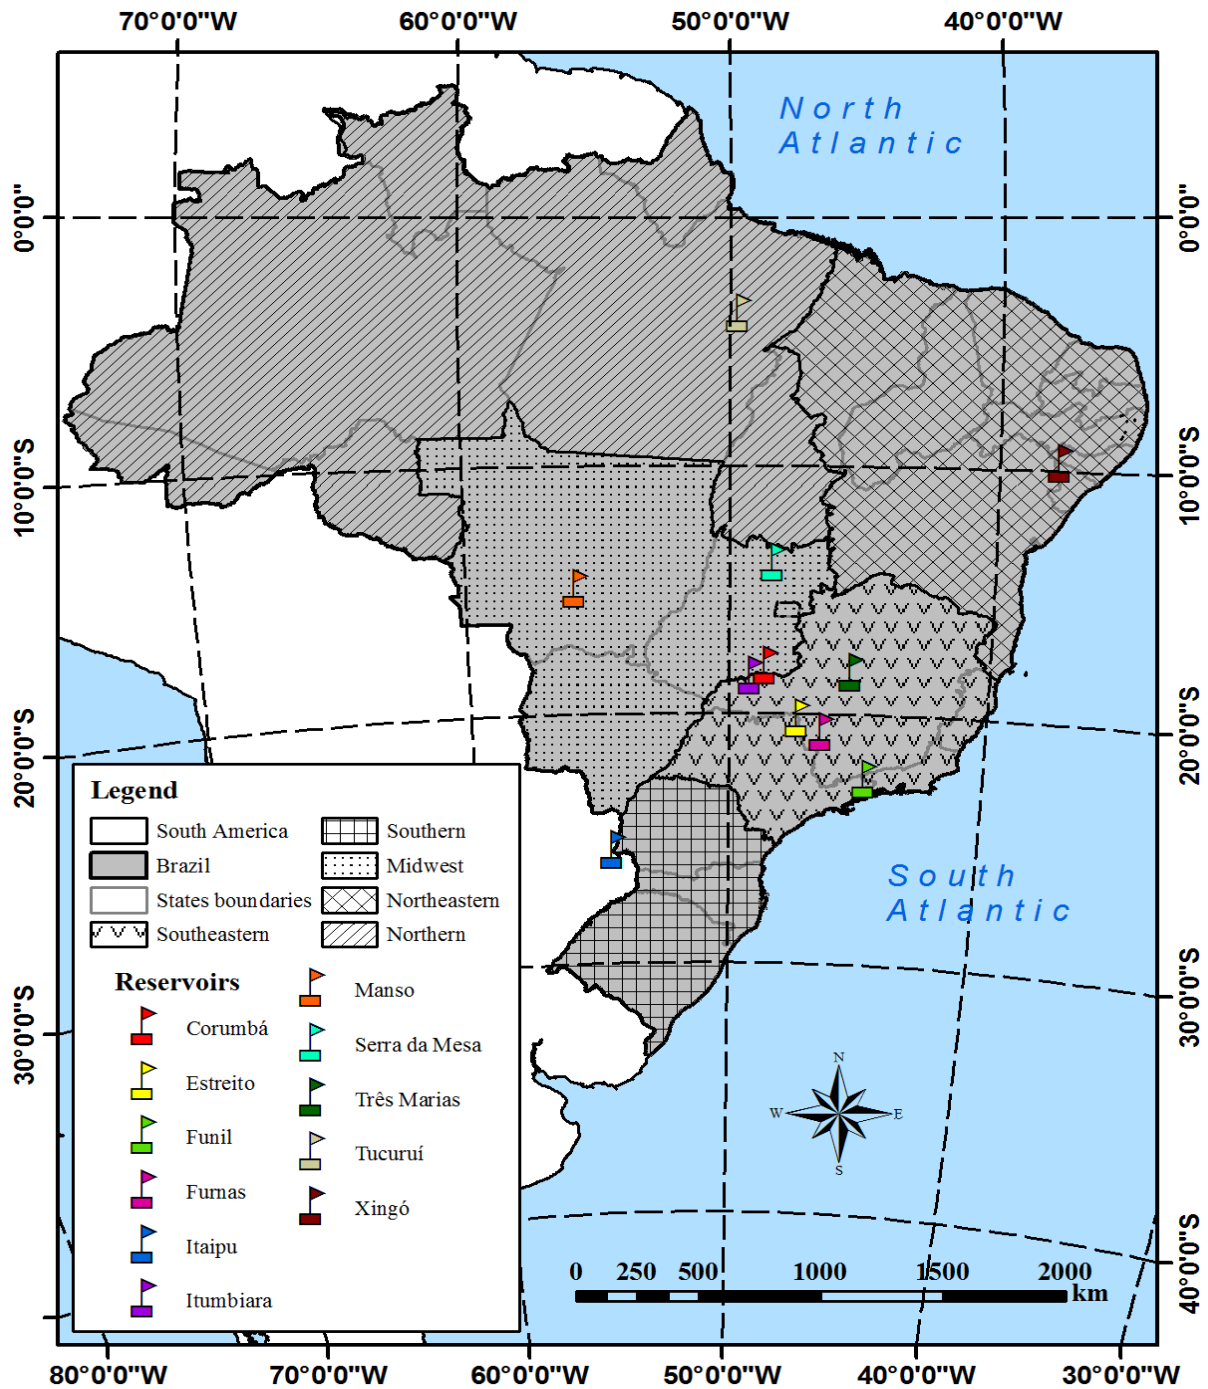 70°0'0"W 60°0'0"W 50°0'0"W 40°0'0"W
North
Atlantic
0°0'0"
0°0'0"
10°0'0"S
10°0'0"S
20°0'0"S
20°0'0"S
30°0'0"S
30°0'0"S
40°0'0"S
South
Atlantic
Legend
South America
Southern
Brazil
Midwest
States boundaries
Northeastern
Southeastern
Northern
Reservoirs
Corumbá
Estreito
Funil
Furnas
Itaipu
Itumbiara
Manso
Serra da Mesa
Três Marias
Tucuruí
Xingó
N
W
E
S
0 250 500 1000 1500 2000
km
80°0'0"W 70°0'0"W 60°0'0"W 50°0'0"W 40°0'0"W 30°0'0"W